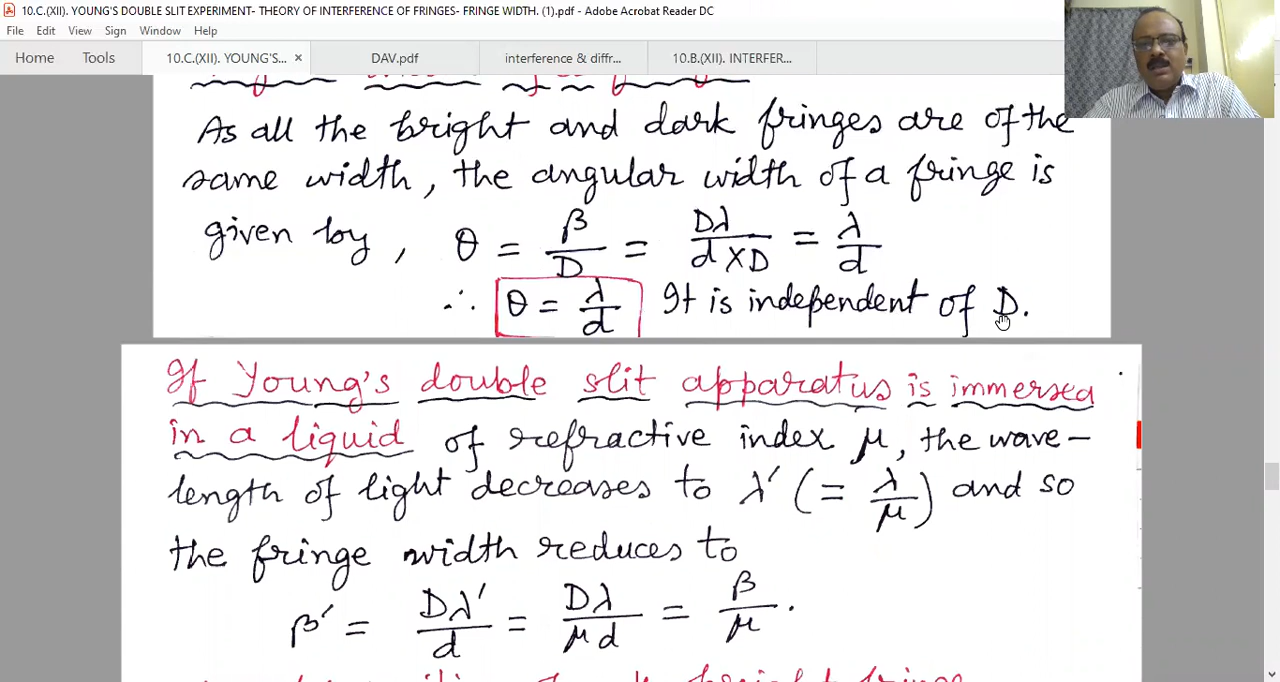 10.C.(XII). YOUNG'S DOUBLE SLIT EXPERIMENT- THEORY OF INTERFERENCE OF FRINGES- FRINGE WIDTH. (1).pdf - Adobe Acrobat Reader DC
File Edit View Sign Window Help
Home Tools 10.C.(XII). YOUNG'S... × DAV.pdf interference & diffr... 10.B.(XII). INTERFER...
As all the bright and dark fringes are of the
same width, the angular width of a fringe is
given by, θ = β/D = Dλ/d×D = λ/d
∴ θ = λ/d It is independent of D.
If Young's double slit apparatus is immersed
in a liquid of refractive index μ, the wave-
length of light decreases to λ' (= λ/μ) and so
the fringe width reduces to
β' = Dλ'/d = Dλ/μd = β/μ.